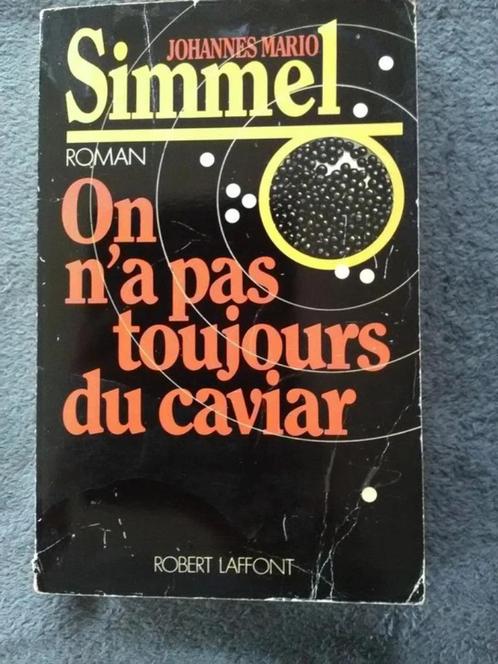 JOHANNES MARIO
Simmel
ROMAN
On
n'a pas
toujours
du caviar
ROBERT LAFFONT